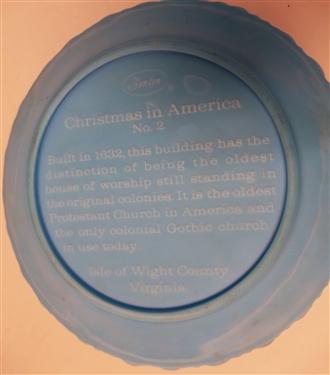 Fenton
®
Christmas in America
No. 2
Built in 1632, this building has the
distinction of being the oldest
house of worship still standing in
the original colonies. It is the oldest
Protestant Church in America and
the only colonial Gothic church
in use today.
Isle of Wight County
Virginia